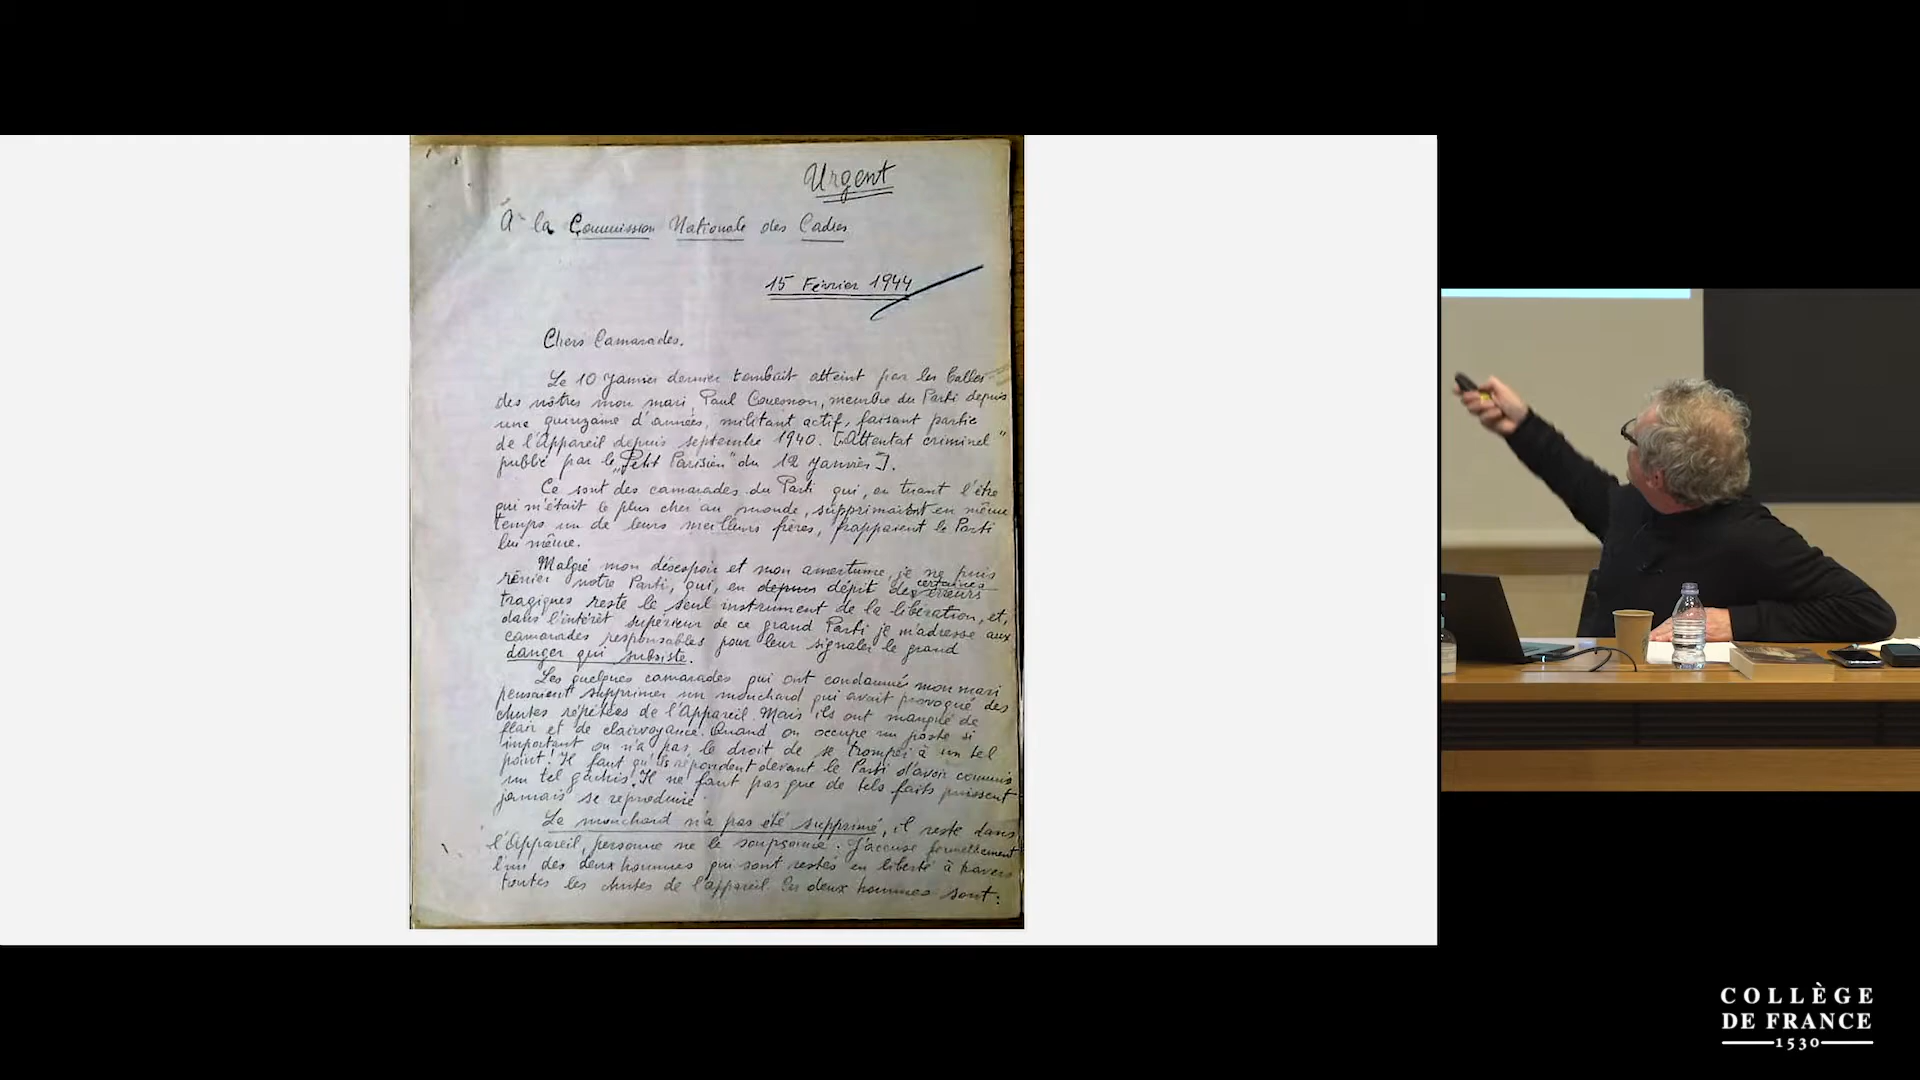 Urgent
À la Commission Nationale des Cadres
15 Février 1944
Chers Camarades.
Le 10 Janvier dernier tombait atteint par les balles
des nôtres mon mari, Paul Couesnon, membre du Parti depuis
une quinzaine d'années, militant actif, faisant partie
de l'Appareil depuis septembre 1940. ["Attentat criminel"
publié par le "Petit Parisien" du 12 Janvier].
Ce sont des camarades du Parti qui, en tuant l'être
qui m'était le plus cher au monde, supprimaient en même
temps un de leurs meilleurs frères, frappaient le Parti
lui même.
Malgré mon désespoir et mon amertume, je ne puis
rénier notre Parti, qui, en depuis dépit de certaines erreurs
tragiques reste le seul instrument de la libération, et,
dans l'intérêt supérieur de ce grand Parti je m'adresse aux
camarades responsables pour leur signaler le grand
danger qui subsiste.
Les quelques camarades qui ont condamné mon mari
pensaient supprimer un mouchard qui avait provoqué des
chutes répétées de l'Appareil. Mais ils ont manqué de
flair et de clairvoyance. Quand on occupe un poste si
important on n'a pas le droit de se tromper à un tel
point! Il faut qu'ils répondent devant le Parti d'avoir commis
un tel gâchis. Il ne faut pas que de tels faits puissent
jamais se reproduire.
Le mouchard n'a pas été supprimé, il reste dans
l'Appareil, personne ne le soupçonne. J'accuse formellement
l'un des deux hommes qui sont restés en liberté à travers
toutes les chutes de l'appareil. Ces deux hommes sont:
COLLÈGE
DE FRANCE
1530